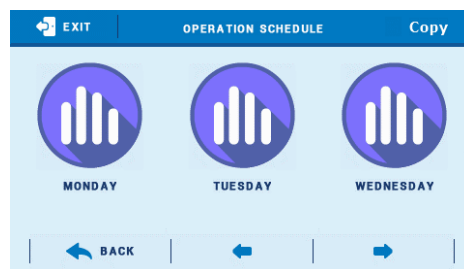 EXIT OPERATION SCHEDULE Copy
MONDAY TUESDAY WEDNESDAY
BACK